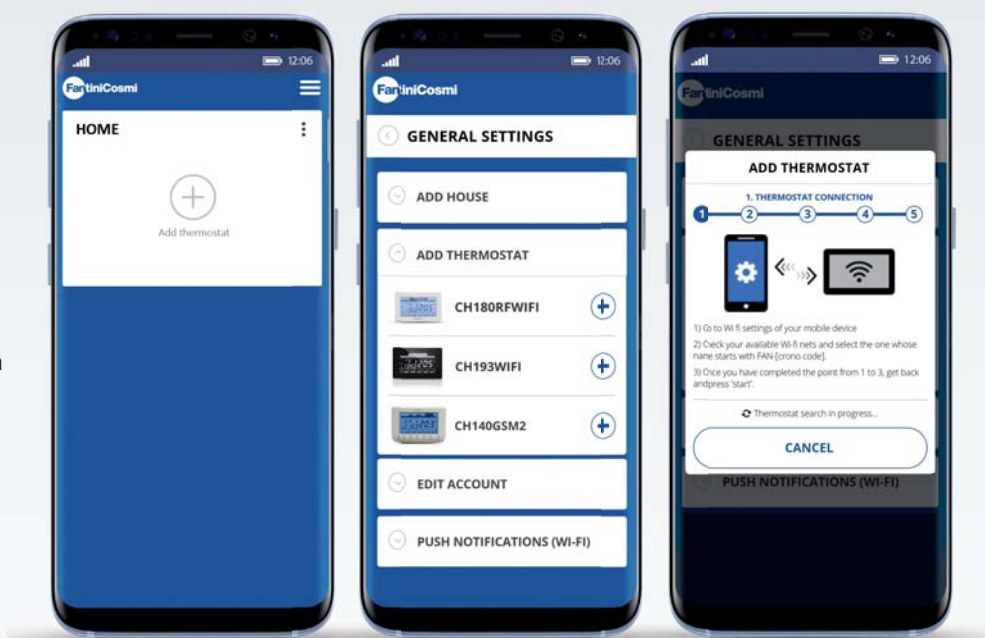 12:06
FantiniCosmi
HOME
Add thermostat
12:06
FantiniCosmi
GENERAL SETTINGS
ADD HOUSE
ADD THERMOSTAT
CH180RFWIFI
CH193WIFI
CH140GSM2
EDIT ACCOUNT
PUSH NOTIFICATIONS (WI-FI)
12:06
FantiniCosmi
GENERAL SETTINGS
ADD THERMOSTAT
1. THERMOSTAT CONNECTION
1 2 3 4 5
1) Go to Wi fi settings of your mobile device
2) Cveck your available Wi-fi nets and select the one whose
name starts with FAN-[crono code].
3) Once you have completed the point from 1 to 3, get back
andpress 'start'.
Thermostat search in progress...
CANCEL
PUSH NOTIFICATIONS (WI-FI)